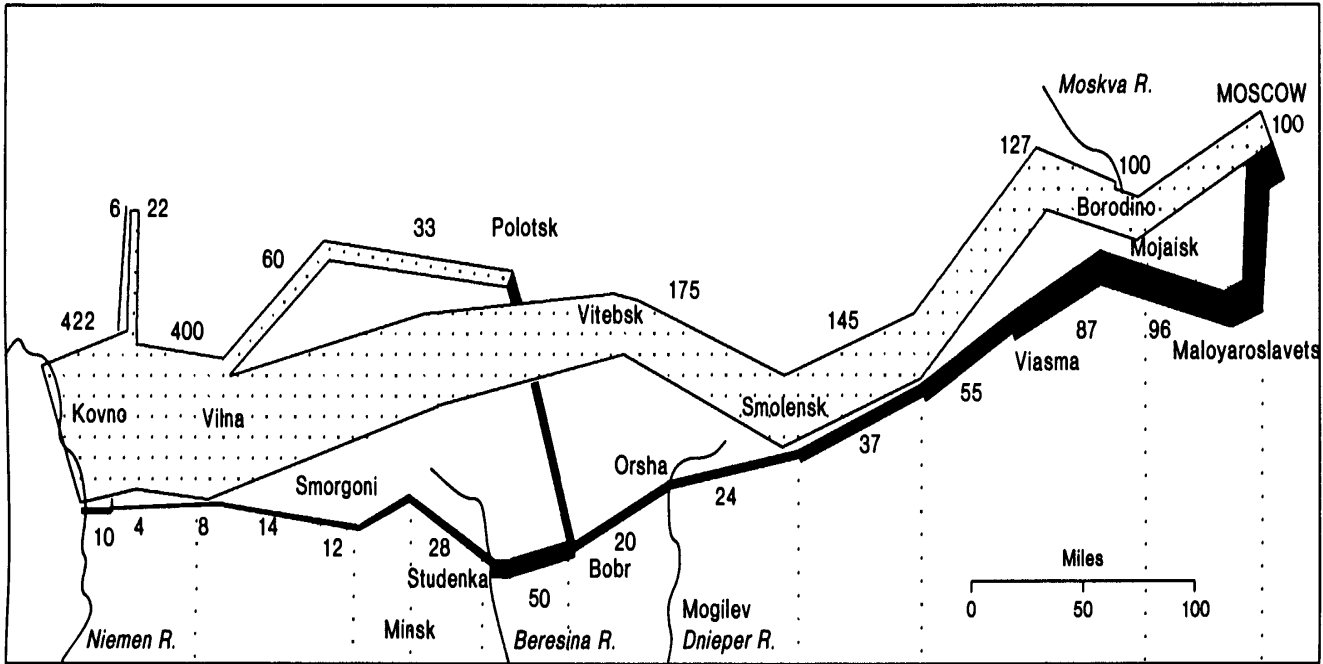 Moskva R.
MOSCOW
100
127
100
6
22
Borodino
33
Polotsk
Mojaisk
60
175
422
400
Vitebsk
145
87
96
Maloyaroslavets
Viasma
55
Kovno
Vilna
Smolensk
37
Orsha
Smorgoni
24
10
4
8
14
12
28
20
Studenka
50
Bobr
Miles
0
50
100
Mogilev
Minsk
Niemen R.
Beresina R.
Dnieper R.